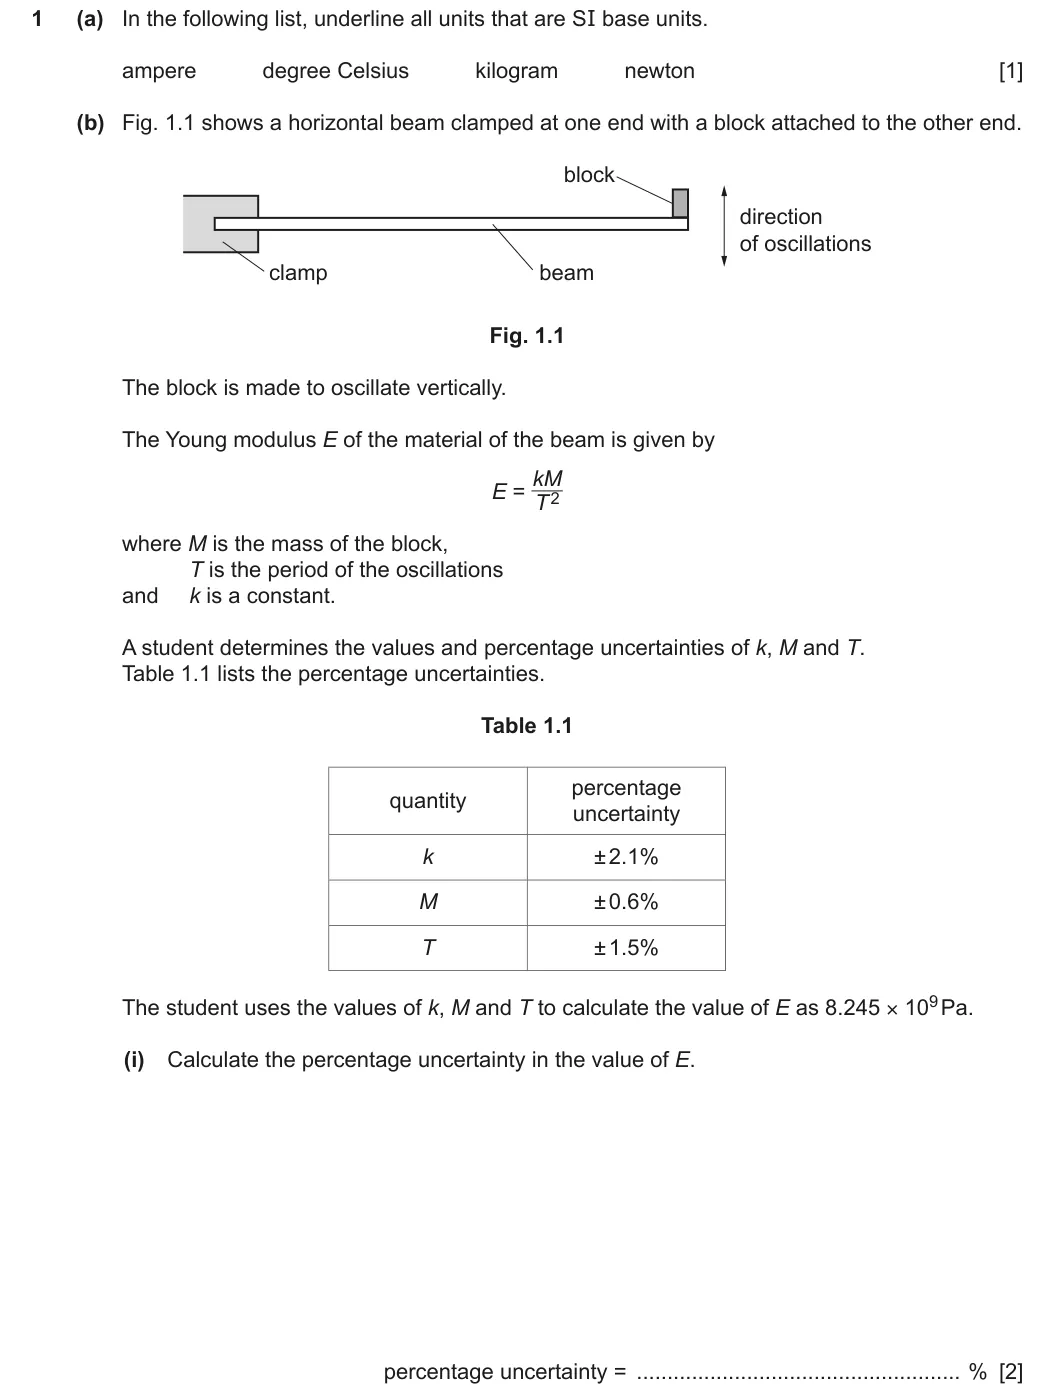 1 (a) In the following list, underline all units that are SI base units.
ampere degree Celsius kilogram newton [1]
(b) Fig. 1.1 shows a horizontal beam clamped at one end with a block attached to the other end.
block
direction
of oscillations
clamp
beam
Fig. 1.1
The block is made to oscillate vertically.
The Young modulus E of the material of the beam is given by
E = kM/T²
where M is the mass of the block,
T is the period of the oscillations
and k is a constant.
A student determines the values and percentage uncertainties of k, M and T.
Table 1.1 lists the percentage uncertainties.
Table 1.1
quantity percentage uncertainty
k ±2.1%
M ±0.6%
T ±1.5%
The student uses the values of k, M and T to calculate the value of E as 8.245 × 10⁹ Pa.
(i) Calculate the percentage uncertainty in the value of E.
percentage uncertainty = ..................................................... % [2]